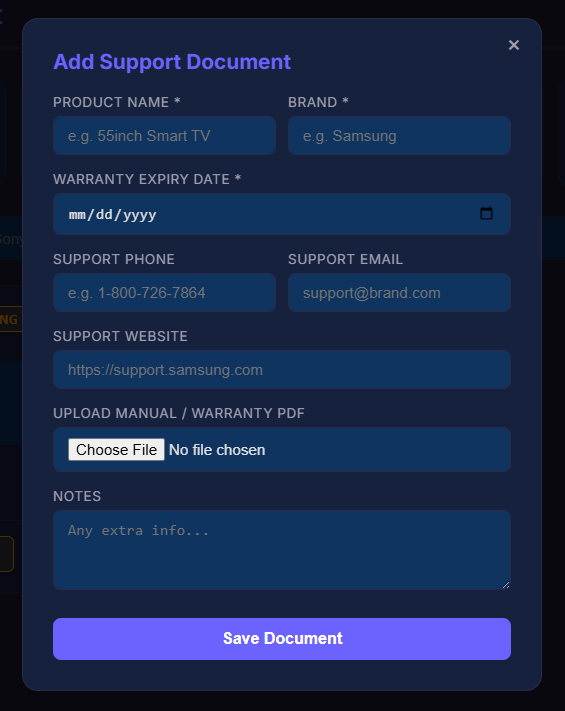 ×
Add Support Document
PRODUCT NAME * BRAND *
e.g. 55inch Smart TV e.g. Samsung
WARRANTY EXPIRY DATE *
mm/dd/yyyy
SUPPORT PHONE SUPPORT EMAIL
e.g. 1-800-726-7864 support@brand.com
SUPPORT WEBSITE
https://support.samsung.com
UPLOAD MANUAL / WARRANTY PDF
Choose File No file chosen
NOTES
Any extra info...
Save Document